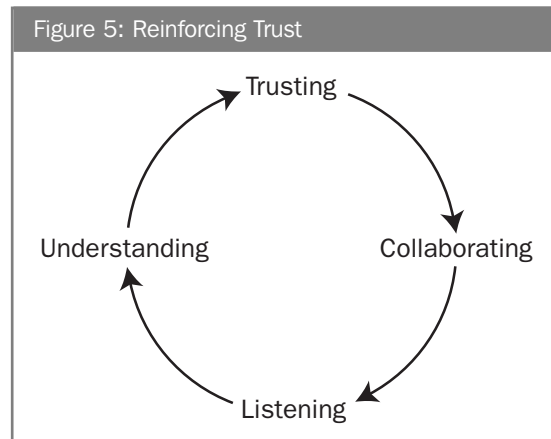 Figure 5: Reinforcing Trust
Trusting
Understanding
Collaborating
Listening